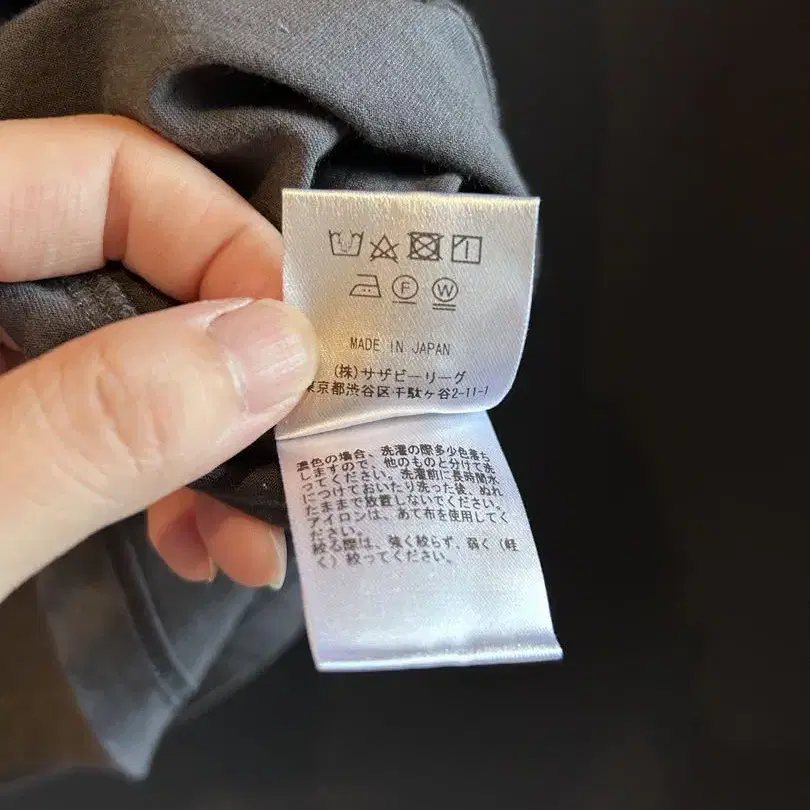 F
W
MADE IN JAPAN
(株)サザビーリーグ
東京都渋谷区千駄ヶ谷2-11-1
濃色の場合、洗濯の際多少色落ち
しますので、他のものと分けて洗
ってください。洗濯前に長時間水
につけておいたり洗った後、ぬれ
たままで放置しないでください。
アイロンは、あて布を使用してく
ださい。
絞る際は、強く絞らず、弱く(軽
く)絞ってください。